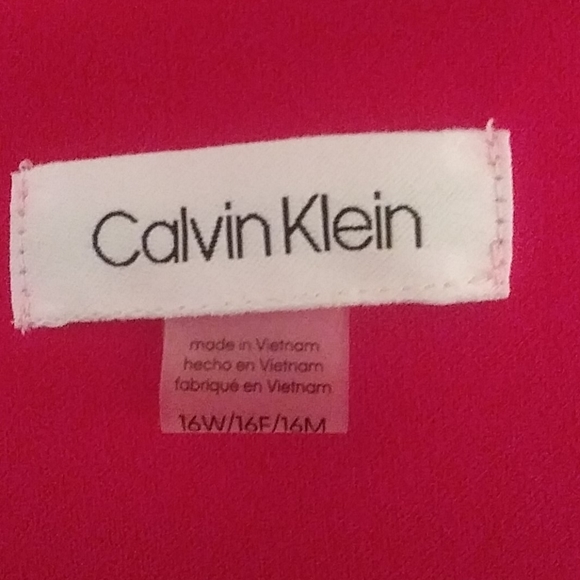 Calvin Klein
made in Vietnam
hecho en Vietnam
fabriqué en Vietnam
16W/16F/16M